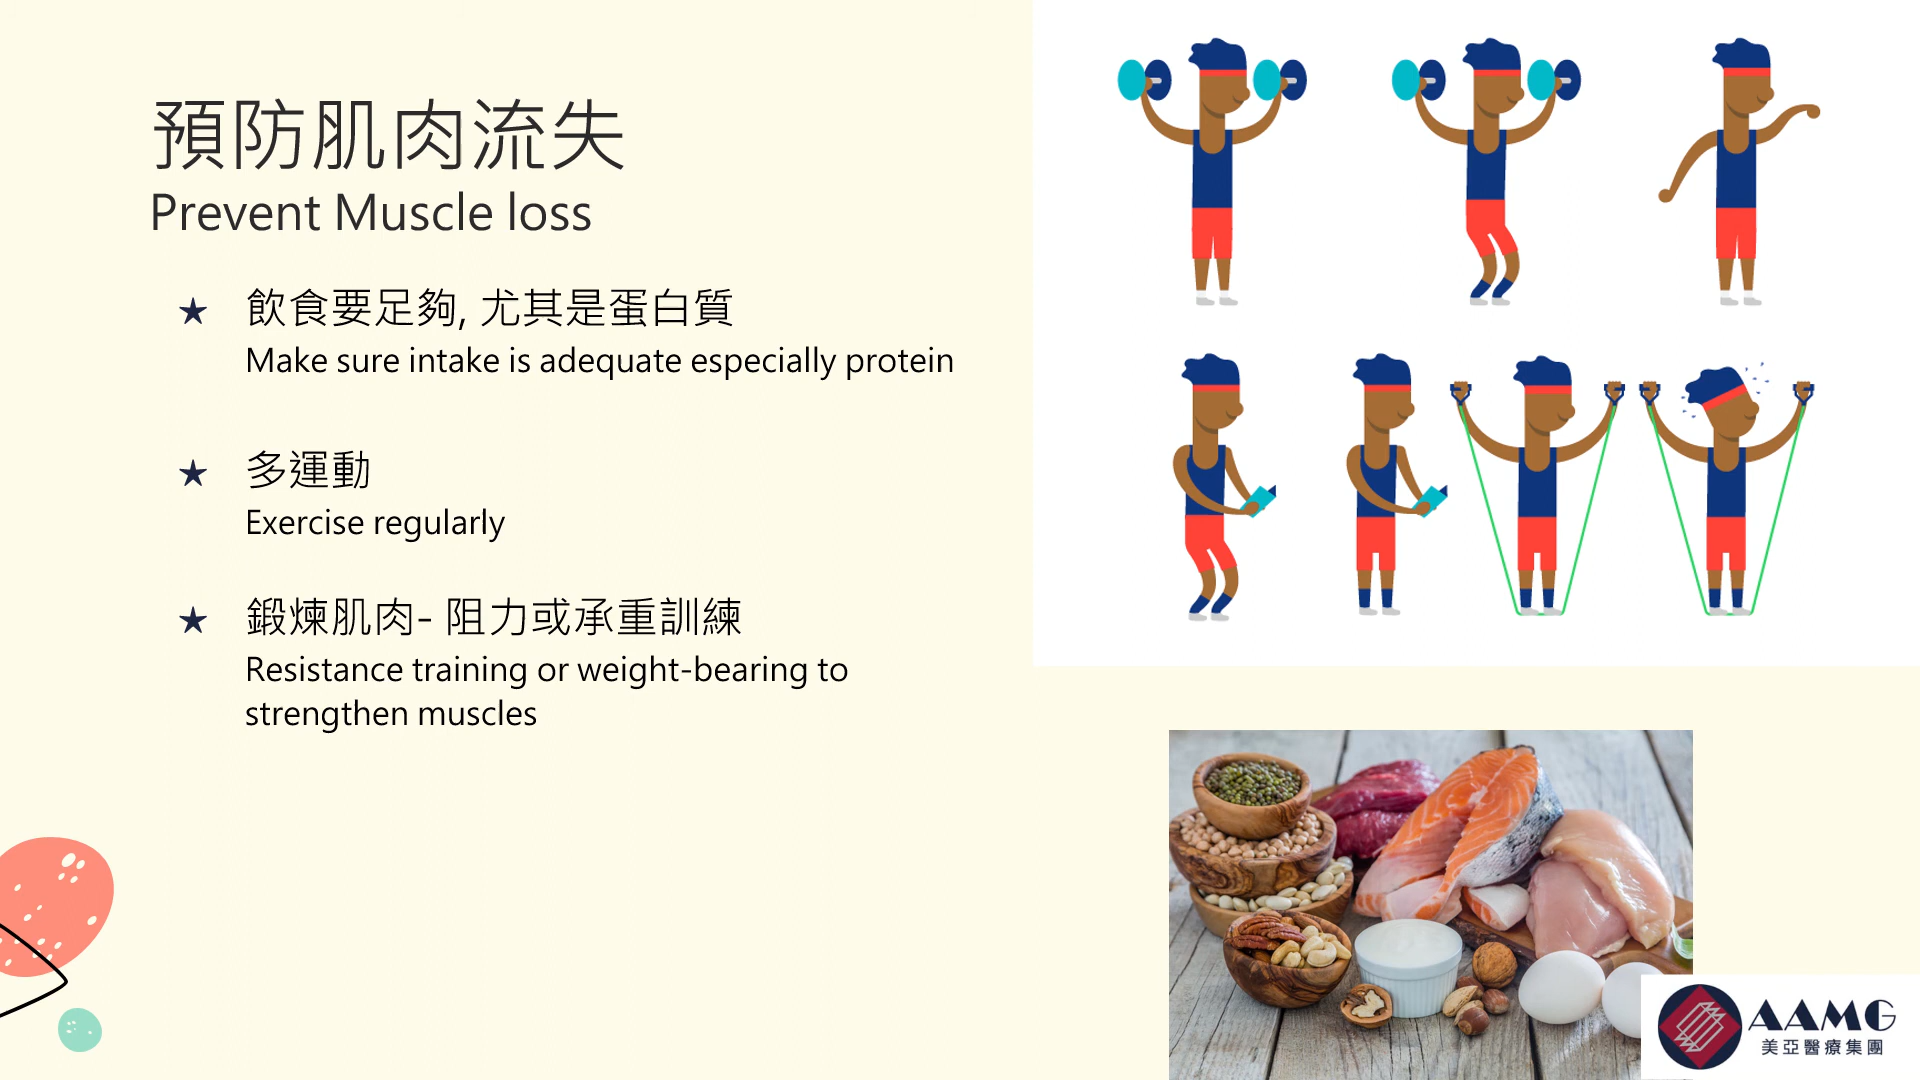 預防肌肉流失
Prevent Muscle loss
★ 飲食要足夠, 尤其是蛋白質
Make sure intake is adequate especially protein
★ 多運動
Exercise regularly
★ 鍛煉肌肉- 阻力或承重訓練
Resistance training or weight-bearing to
strengthen muscles
AAMG
美亞醫療集團